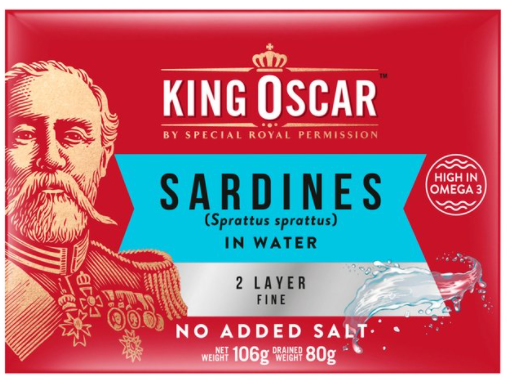 KING OSCAR™
BY SPECIAL ROYAL PERMISSION
SARDINES
(Sprattus sprattus)
IN WATER
HIGH IN
OMEGA 3
2 LAYER
FINE
NO ADDED SALT
NET WEIGHT 106g DRAINED WEIGHT 80g